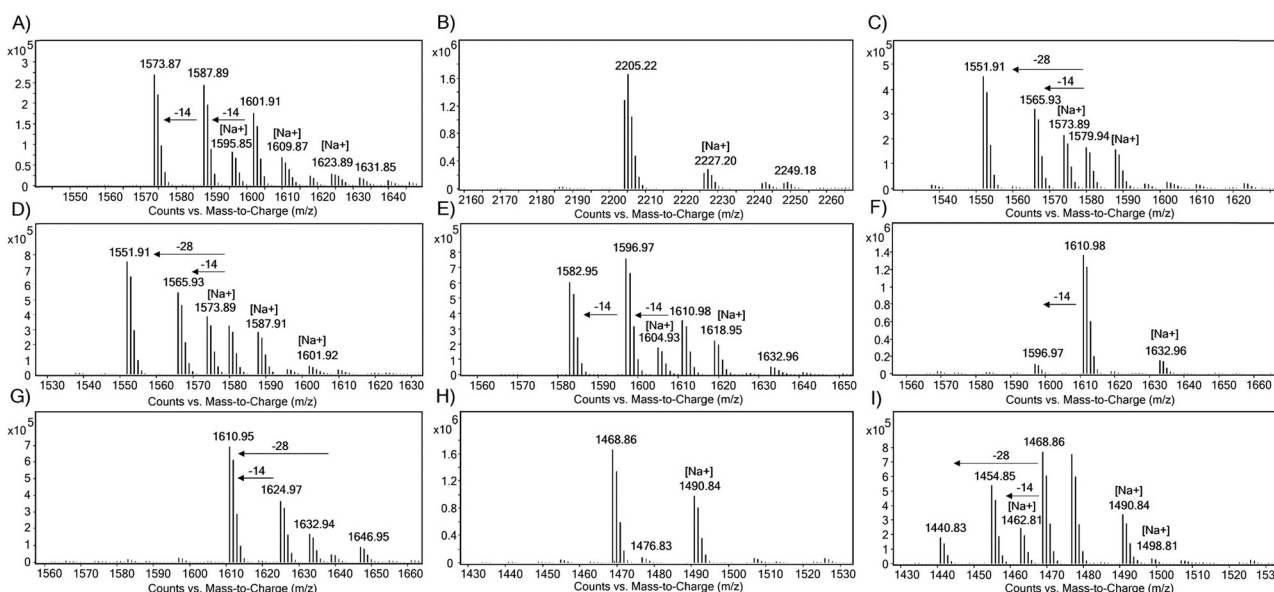 A)
x10 5
3.5
3
2.5
2
1.5
1
0.5
0
1573.87
1587.89
1601.91
-14
-14
[Na+]
1595.85
[Na+]
1609.87
[Na+]
1623.89
1631.85
1550 1560 1570 1580 1590 1600 1610 1620 1630 1640
Counts vs. Mass-to-Charge (m/z)
B)
x10 6
1.6
1.2
0.8
0.4
0
2205.22
[Na+]
2227.20
2249.18
2160 2170 2180 2190 2200 2210 2220 2230 2240 2250 2260
Counts vs. Mass-to-Charge (m/z)
C)
x10 5
5
4
3
2
1
0
1551.91
-28
-14
1565.93
[Na+]
1573.89
1579.94
[Na+]
1540 1550 1560 1570 1580 1590 1600 1610 1620
Counts vs. Mass-to-Charge (m/z)
D)
x10 5
8
7
6
5
4
3
2
1
0
1551.91
-28
-14
1565.93
[Na+]
1573.89
[Na+]
1587.91
[Na+]
1601.92
1530 1540 1550 1560 1570 1580 1590 1600 1610 1620 1630
Counts vs. Mass-to-Charge (m/z)
E)
x10 5
8
7
6
5
4
3
2
1
0
1596.97
1582.95
-14
-14
1610.98
[Na+]
1604.93
[Na+]
1618.95
1632.96
1560 1570 1580 1590 1600 1610 1620 1630 1640 1650
Counts vs. Mass-to-Charge (m/z)
F)
x10 6
1.4
1.2
1
0.8
0.6
0.4
0.2
0
1610.98
-14
1596.97
[Na+]
1632.96
1560 1570 1580 1590 1600 1610 1620 1630 1640 1650 1660
Counts vs. Mass-to-Charge (m/z)
G)
x10 5
7
6
5
4
3
2
1
0
1610.95
-28
-14
1624.97
1632.94
1646.95
1560 1570 1580 1590 1600 1610 1620 1630 1640 1650 1660
Counts vs. Mass-to-Charge (m/z)
H)
x10 6
1.6
1.2
0.8
0.4
0
1468.86
[Na+]
1490.84
1476.83
1430 1440 1450 1460 1470 1480 1490 1500 1510 1520 1530
Counts vs. Mass-to-Charge (m/z)
I)
x10 5
8
7
6
5
4
3
2
1
0
1468.86
-28
1454.85
-14
[Na+]
1462.81
1440.83
[Na+]
1490.84
[Na+]
1498.81
1430 1440 1450 1460 1470 1480 1490 1500 1510 1520
Counts vs. Mass-to-Charge (m/z)